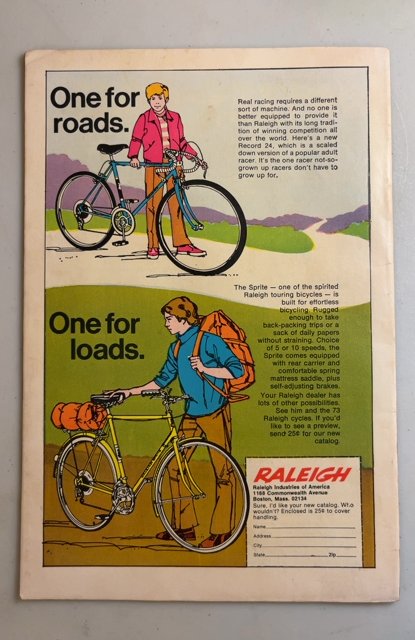 One for
roads.
Real racing requires a different
sort of machine. And no one is
better equipped to provide it
than Raleigh with its long tradi-
tion of winning competition all
over the world. Here's a new
Record 24, which is a scaled
down version of a popular adult
racer. It's the one racer not-so-
grown up racers don't have to
grow up for.
The Sprite — one of the spirited
Raleigh touring bicycles — is
built for effortless
bicycling. Rugged
enough to take
back-packing trips or a
sack of daily papers
without straining. Choice
of 5 or 10 speeds, the
Sprite comes equipped
with rear carrier and
comfortable spring
mattress saddle, plus
self-adjusting brakes.
Your Raleigh dealer has
lots of other possibilities.
See him and the 73
Raleigh cycles. If you'd
like to see a preview,
send 25¢ for our new
catalog.
One for
loads.
RALEIGH
Raleigh Industries of America
1168 Commonwealth Avenue
Boston, Mass. 02134
Sure, I'd like your new catalog. Who
wouldn't? Enclosed is 25¢ to cover
handling.
Name
Address
City
State Zip